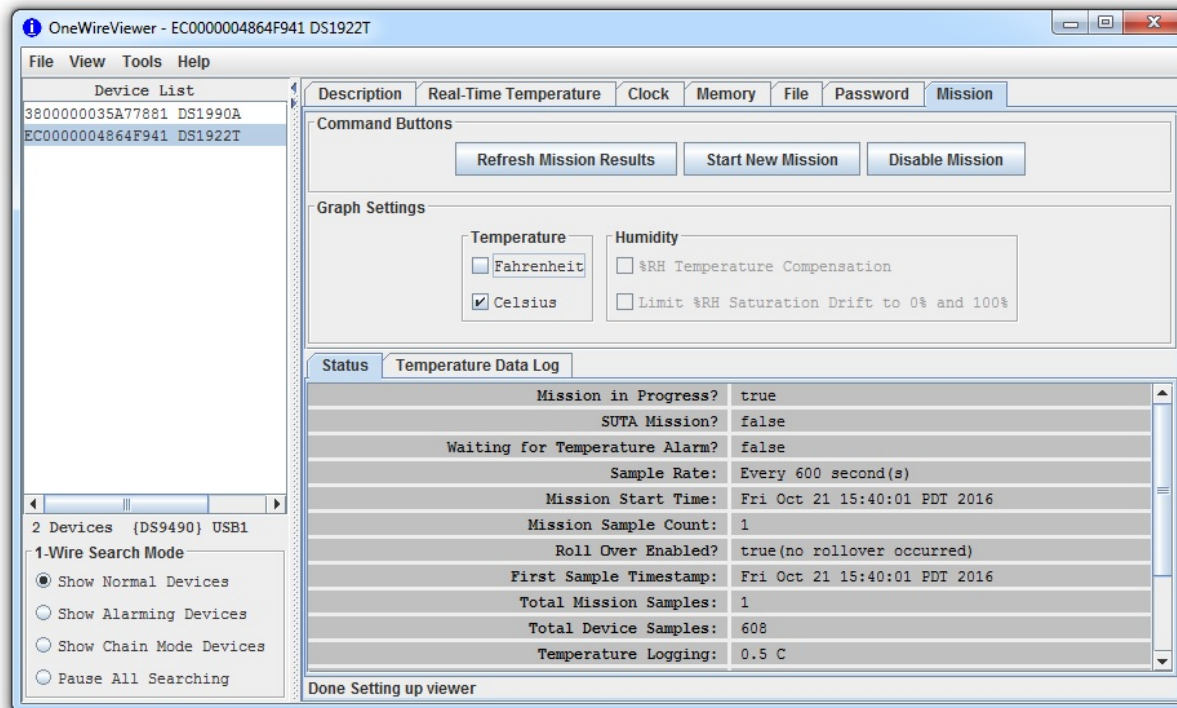 OneWireViewer - EC0000004864F941 DS1922T
File View Tools Help
Device List
3800000035A77881 DS1990A
EC0000004864F941 DS1922T
2 Devices {DS9490} USB1
1-Wire Search Mode
Show Normal Devices
Show Alarming Devices
Show Chain Mode Devices
Pause All Searching
Description Real-Time Temperature Clock Memory File Password Mission
Command Buttons
Refresh Mission Results Start New Mission Disable Mission
Graph Settings
Temperature
Fahrenheit
Celsius
Humidity
%RH Temperature Compensation
Limit %RH Saturation Drift to 0% and 100%
Status Temperature Data Log
Mission in Progress? true
SUTA Mission? false
Waiting for Temperature Alarm? false
Sample Rate: Every 600 second(s)
Mission Start Time: Fri Oct 21 15:40:01 PDT 2016
Mission Sample Count: 1
Roll Over Enabled? true(no rollover occurred)
First Sample Timestamp: Fri Oct 21 15:40:01 PDT 2016
Total Mission Samples: 1
Total Device Samples: 608
Temperature Logging: 0.5 C
Done Setting up viewer